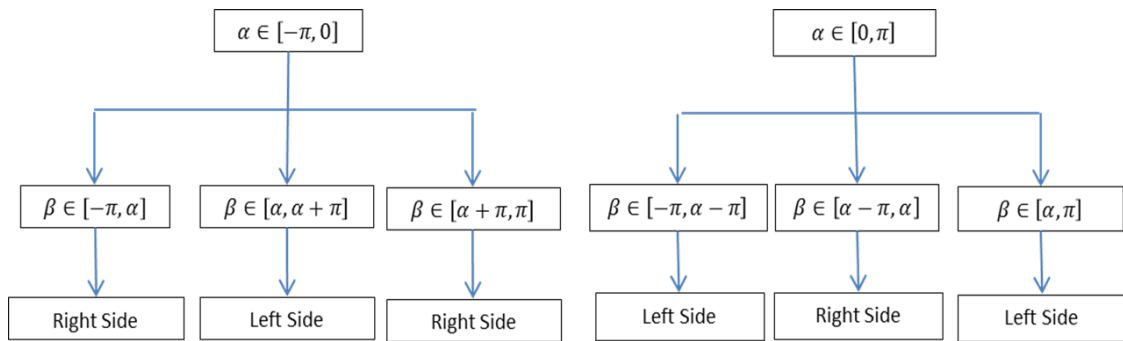 α ∈ [−π, 0]
α ∈ [0, π]
β ∈ [−π, α]
β ∈ [α, α + π]
β ∈ [α + π, π]
β ∈ [−π, α − π]
β ∈ [α − π, α]
β ∈ [α, π]
Right Side
Left Side
Right Side
Left Side
Right Side
Left Side